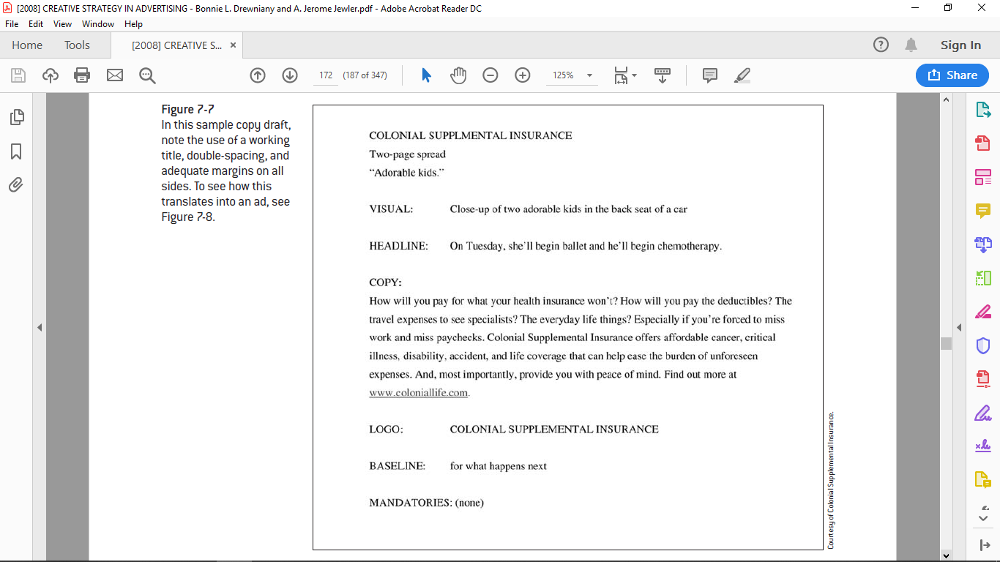 [2008] CREATIVE STRATEGY IN ADVERTISING - Bonnie L. Drewniany and A. Jerome Jewler.pdf - Adobe Acrobat Reader DC
File Edit View Window Help
Home Tools [2008] CREATIVE S... × Sign In
172 (187 of 347) 125% Share
Figure 7-7
In this sample copy draft,
note the use of a working
title, double-spacing, and
adequate margins on all
sides. To see how this
translates into an ad, see
Figure 7-8.
COLONIAL SUPPLMENTAL INSURANCE
Two-page spread
“Adorable kids.”
VISUAL: Close-up of two adorable kids in the back seat of a car
HEADLINE: On Tuesday, she’ll begin ballet and he’ll begin chemotherapy.
COPY:
How will you pay for what your health insurance won’t? How will you pay the deductibles? The
travel expenses to see specialists? The everyday life things? Especially if you’re forced to miss
work and miss paychecks. Colonial Supplemental Insurance offers affordable cancer, critical
illness, disability, accident, and life coverage that can help ease the burden of unforeseen
expenses. And, most importantly, provide you with peace of mind. Find out more at
www.coloniallife.com.
LOGO: COLONIAL SUPPLEMENTAL INSURANCE
BASELINE: for what happens next
MANDATORIES: (none)
Courtesy of Colonial Supplemental Insurance.